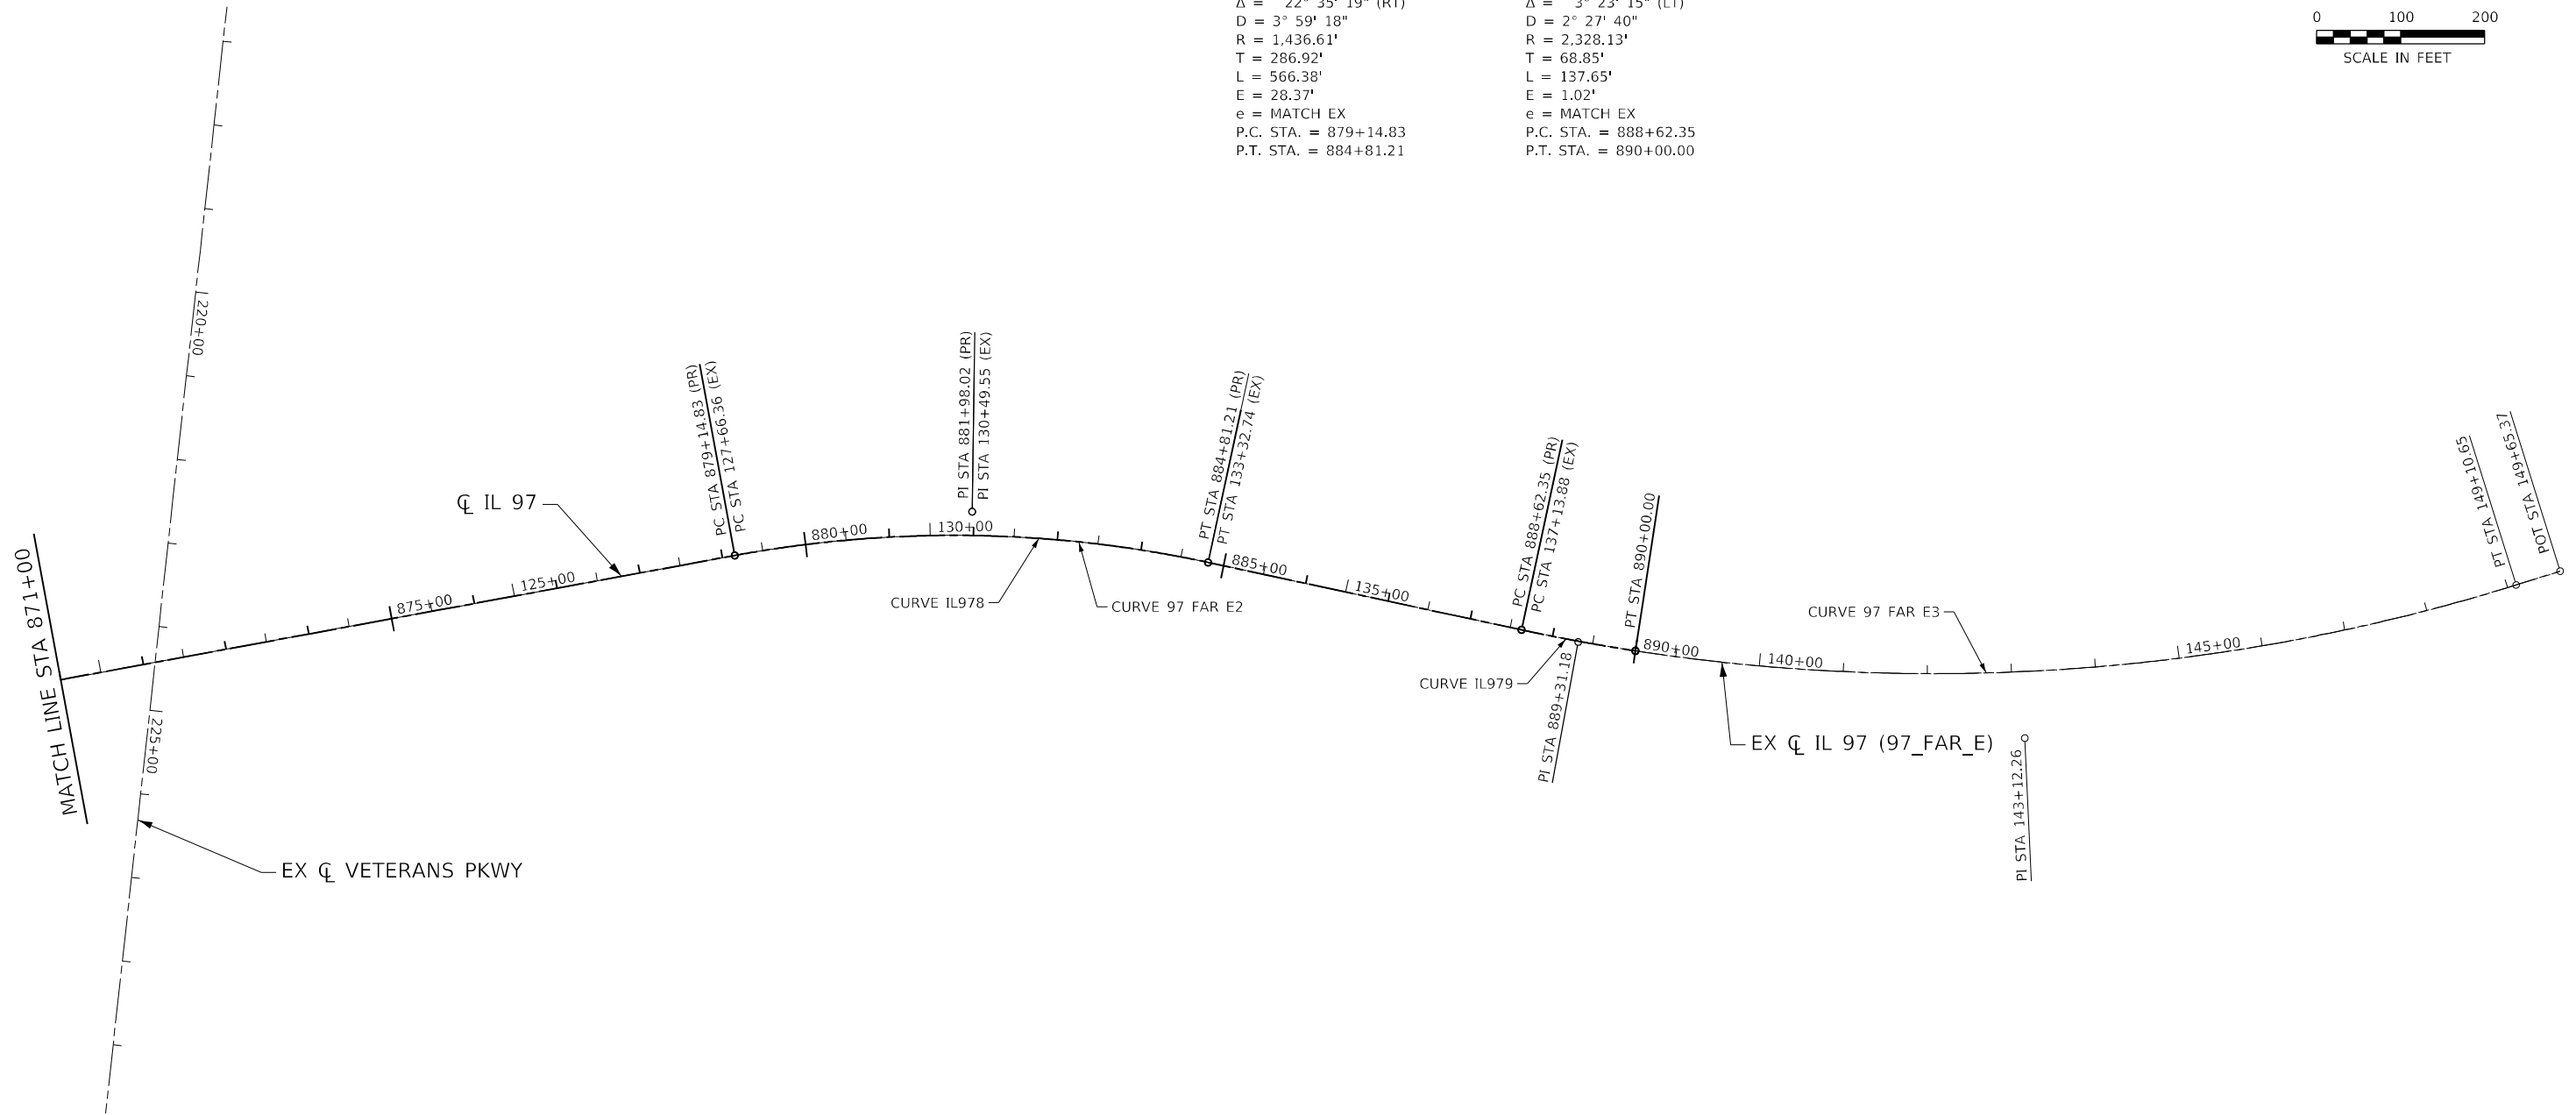 Δ = 22° 35' 19" (RT)
D = 3° 59' 18"
R = 1,436.61'
T = 286.92'
L = 566.38'
E = 28.37'
e = MATCH EX
P.C. STA. = 879+14.83
P.T. STA. = 884+81.21
Δ = 3° 23' 15" (LT)
D = 2° 27' 40"
R = 2,328.13'
T = 68.85'
L = 137.65'
E = 1.02'
e = MATCH EX
P.C. STA. = 888+62.35
P.T. STA. = 890+00.00
0 100 200
SCALE IN FEET
220+00
225+00
MATCH LINE STA 871+00
℄ IL 97
875+00
125+00
PC STA 879+14.83 (PR)
PC STA 127+66.36 (EX)
880+00
PI STA 881+98.02 (PR)
PI STA 130+49.55 (EX)
130+00
CURVE IL978
CURVE 97 FAR E2
PT STA 884+81.21 (PR)
PT STA 133+32.74 (EX)
885+00
135+00
PC STA 888+62.35 (PR)
PC STA 137+13.88 (EX)
CURVE IL979
PI STA 889+31.18
PT STA 890+00.00
890+00
140+00
EX ℄ IL 97 (97_FAR_E)
CURVE 97 FAR E3
PI STA 143+12.26
145+00
PT STA 149+10.65
POT STA 149+65.37
EX ℄ VETERANS PKWY